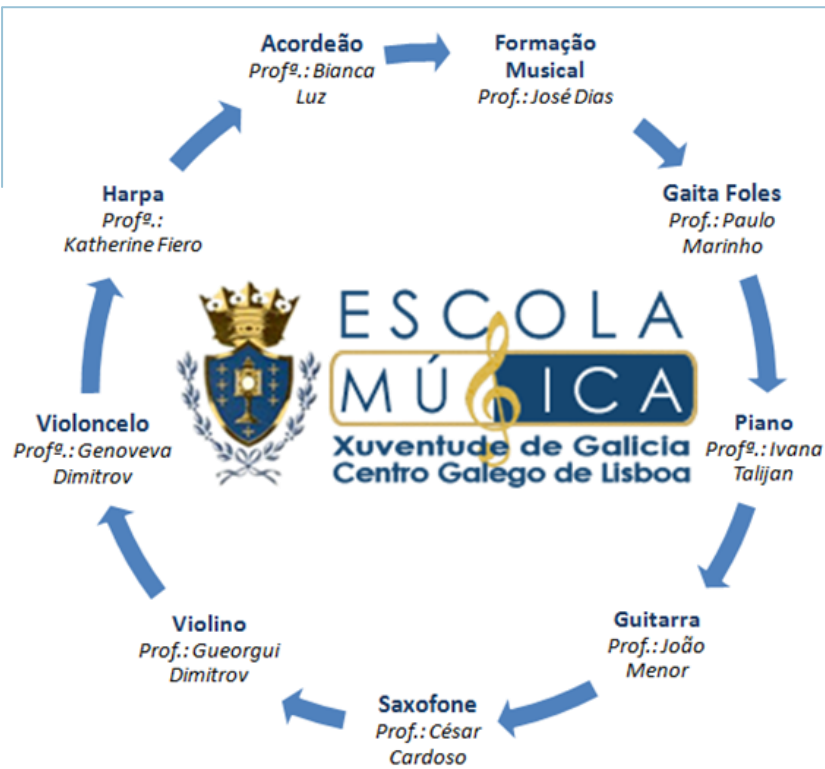 Acordeão
Profª.: Bianca
Luz
Formação
Musical
Prof.: José Dias
Gaita Foles
Prof.: Paulo
Marinho
Piano
Profª.: Ivana
Talijan
Guitarra
Prof.: João
Menor
Saxofone
Prof.: César
Cardoso
Violino
Prof.: Gueorgui
Dimitrov
Violoncelo
Profª.: Genoveva
Dimitrov
Harpa
Profª.:
Katherine Fiero
ESCOLA
MÚSICA
Xuventude de Galicia
Centro Galego de Lisboa